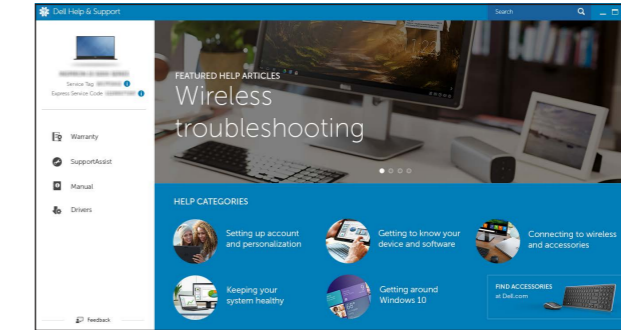 Dell Help & Support
Search
Service Tag:
Express Service Code:
Warranty
SupportAssist
Manual
Drivers
Feedback
FEATURED HELP ARTICLES
Wireless
troubleshooting
HELP CATEGORIES
Setting up account
and personalization
Getting to know your
device and software
Connecting to wireless
and accessories
Keeping your
system healthy
Getting around
Windows 10
FIND ACCESSORIES
at Dell.com